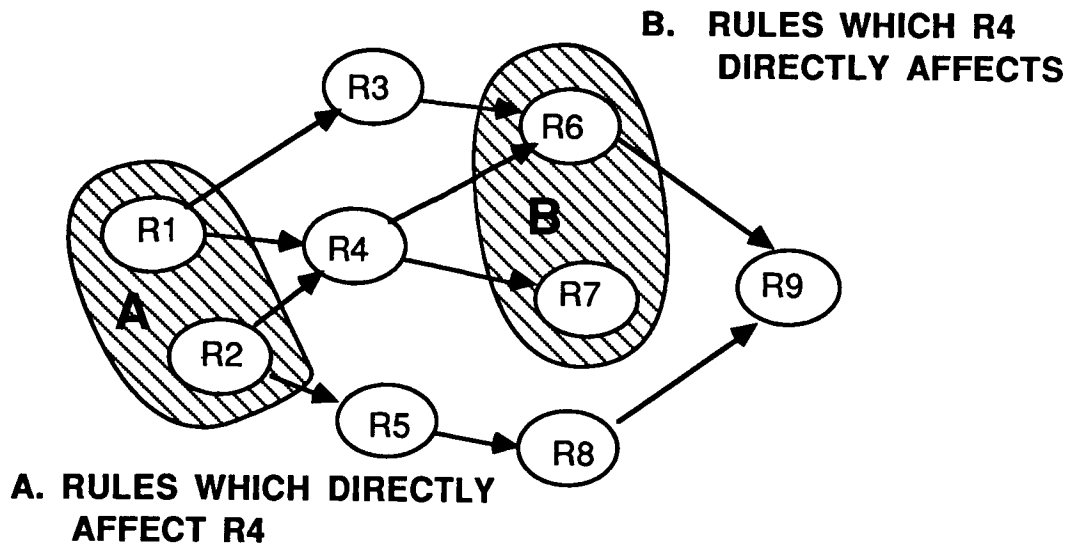 B. RULES WHICH R4
DIRECTLY AFFECTS
R3
R6
R1
R4
B
R7
R9
A
R2
R5
R8
A. RULES WHICH DIRECTLY
AFFECT R4